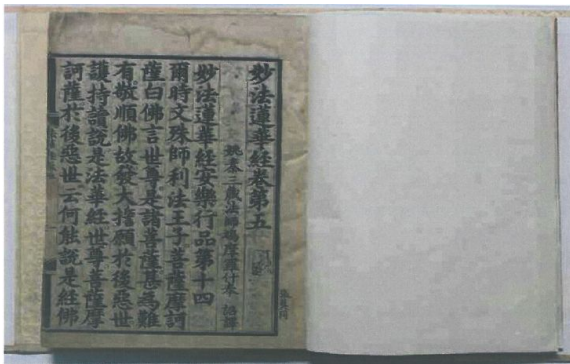 妙法蓮華經卷第五
姚秦三藏法師鳩摩羅什奉 詔譯
妙法蓮華經安樂行品第十四
爾時文殊師利法王子菩薩摩訶
薩白佛言世尊是諸菩薩甚為難
有敬順佛故發大誓願於後惡世
護持讀說是法華經世尊菩薩摩
訶薩於後惡世云何能說是經佛